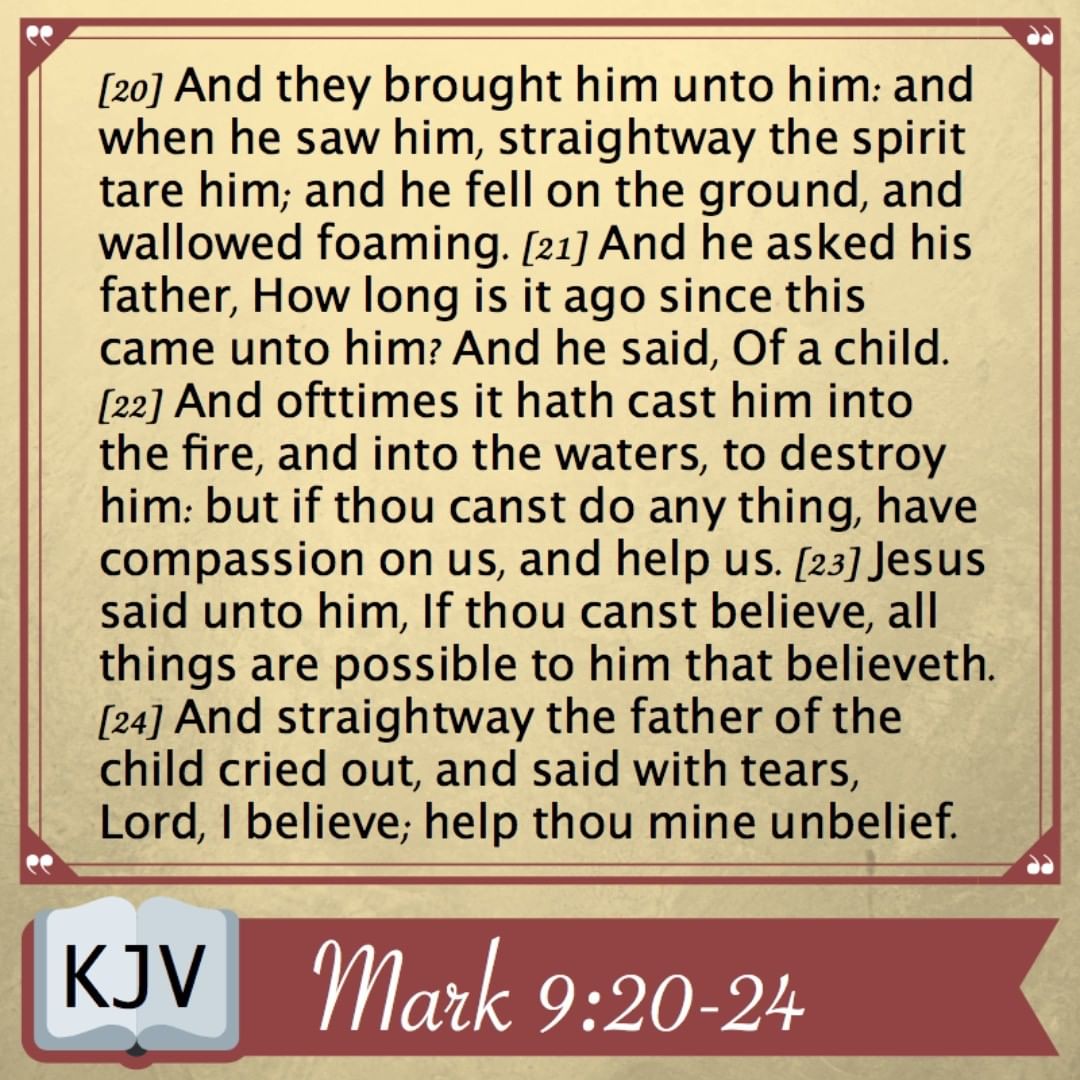 [20] And they brought him unto him: and
when he saw him, straightway the spirit
tare him; and he fell on the ground, and
wallowed foaming. [21] And he asked his
father, How long is it ago since this
came unto him? And he said, Of a child.
[22] And ofttimes it hath cast him into
the fire, and into the waters, to destroy
him: but if thou canst do any thing, have
compassion on us, and help us. [23] Jesus
said unto him, If thou canst believe, all
things are possible to him that believeth.
[24] And straightway the father of the
child cried out, and said with tears,
Lord, I believe; help thou mine unbelief.
KJV
Mark 9:20-24